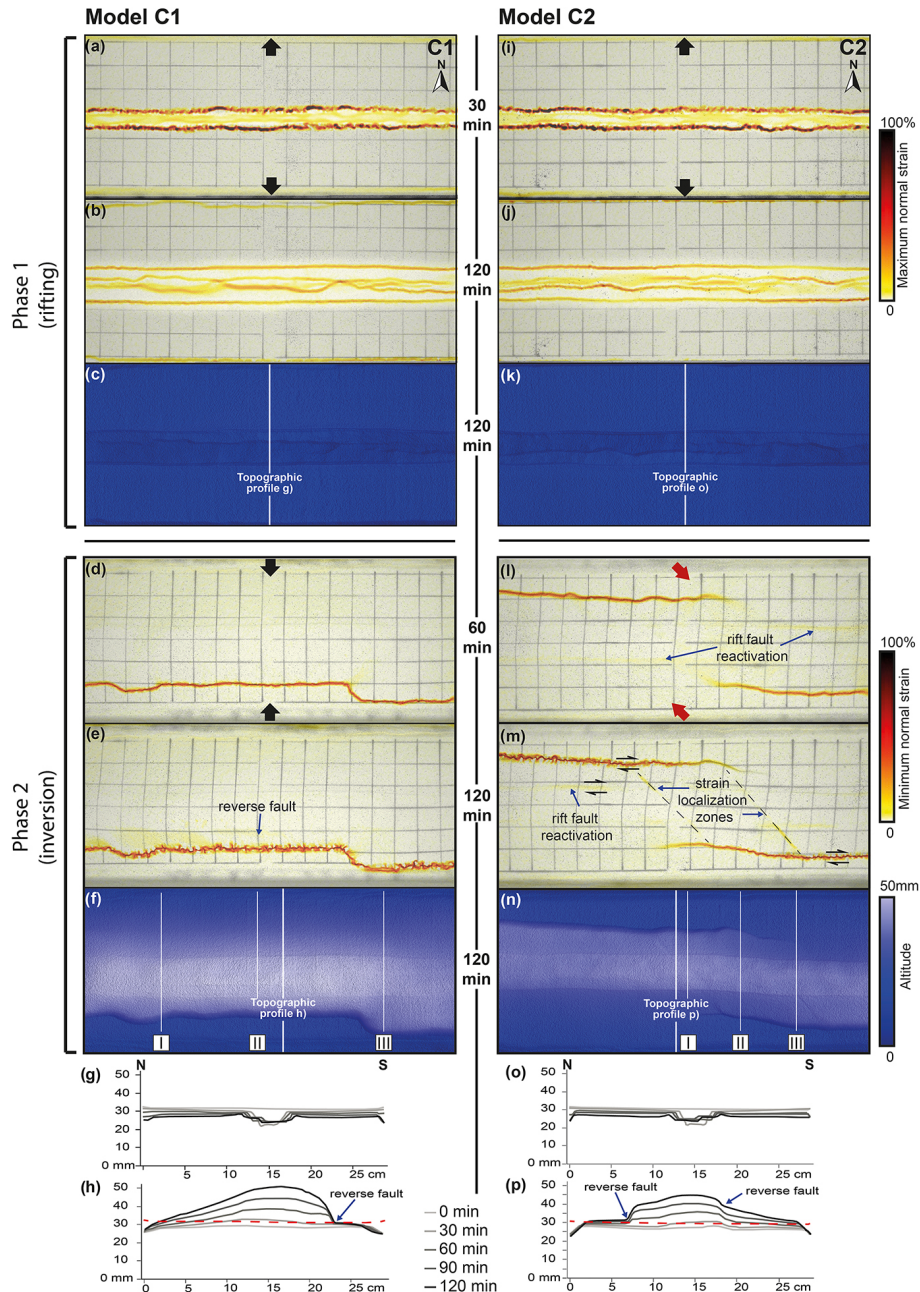 Model C1
Model C2
Phase 1
(rifting)
(a)
C1
N
30
min
(i)
C2
N
100%
Maximum normal strain
0
(b)
120
min
(j)
(c)
Topographic
profile g)
120
min
(k)
Topographic
profile o)
Phase 2
(inversion)
(d)
60
min
(l)
rift fault
reactivation
100%
Minimum normal strain
0
(e)
reverse fault
120
min
(m)
strain
localization
zones
rift fault
reactivation
(f)
Topographic
profile h)
I
II
III
120
min
(n)
Topographic
profile p)
I
II
III
50mm
Altitude
0
(g)
N
S
50
40
30
20
10
0 mm
0
5
10
15
20
25 cm
(h)
reverse fault
50
40
30
20
10
0 mm
0
5
10
15
20
25 cm
0 min
30 min
60 min
90 min
120 min
(o)
N
S
50
40
30
20
10
0 mm
0
5
10
15
20
25 cm
(p)
reverse fault
reverse fault
50
40
30
20
10
0 mm
0
5
10
15
20
25 cm